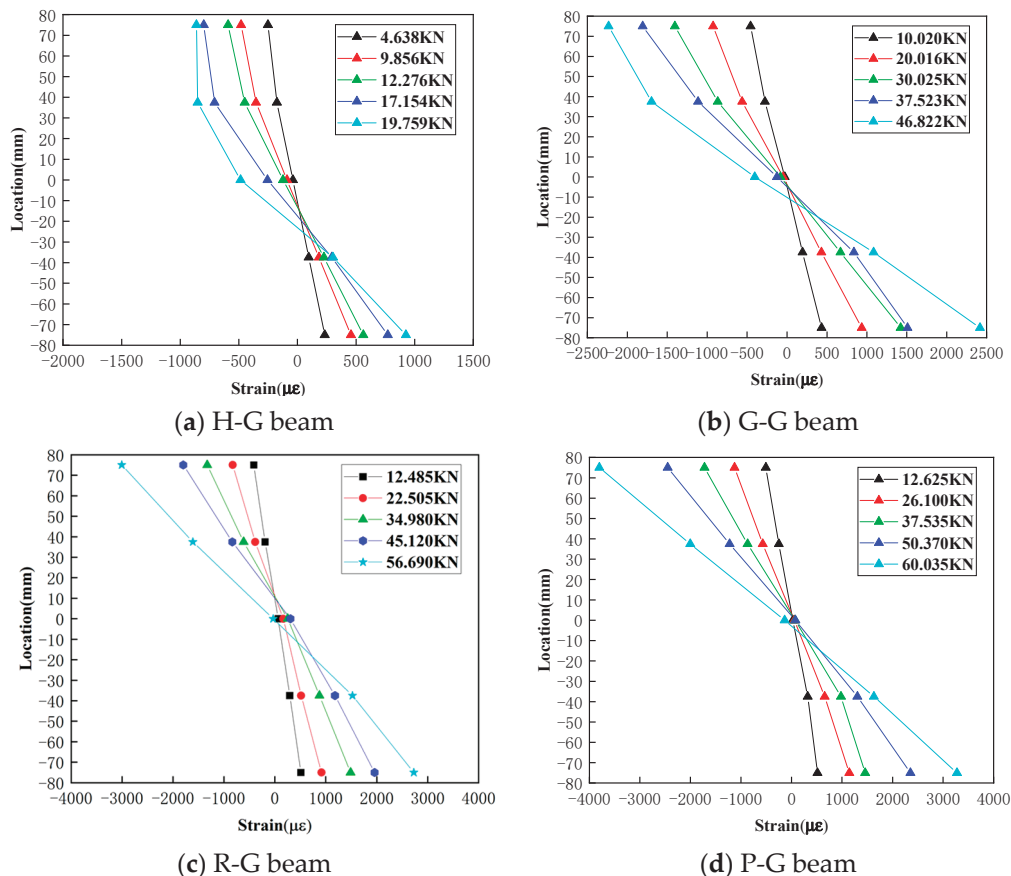 80
70
60
50
40
30
20
10
0
−10
−20
−30
−40
−50
−60
−70
−80
Location(mm)
4.638KN
9.856KN
12.276KN
17.154KN
19.759KN
−2000 −1500 −1000 −500 0 500 1000 1500
Strain(με)
(a) H-G beam
80
70
60
50
40
30
20
10
0
−10
−20
−30
−40
−50
−60
−70
−80
Location(mm)
10.020KN
20.016KN
30.025KN
37.523KN
46.822KN
−2500 −2000 −1500 −1000 −500 0 500 1000 1500 2000 2500
Strain(με)
(b) G-G beam
80
70
60
50
40
30
20
10
0
−10
−20
−30
−40
−50
−60
−70
−80
Location(mm)
12.485KN
22.505KN
34.980KN
45.120KN
56.690KN
−4000 −3000 −2000 −1000 0 1000 2000 3000 4000
Strain(με)
(c) R-G beam
80
70
60
50
40
30
20
10
0
−10
−20
−30
−40
−50
−60
−70
−80
Location(mm)
12.625KN
26.100KN
37.535KN
50.370KN
60.035KN
−4000 −3000 −2000 −1000 0 1000 2000 3000 4000
Strain(με)
(d) P-G beam